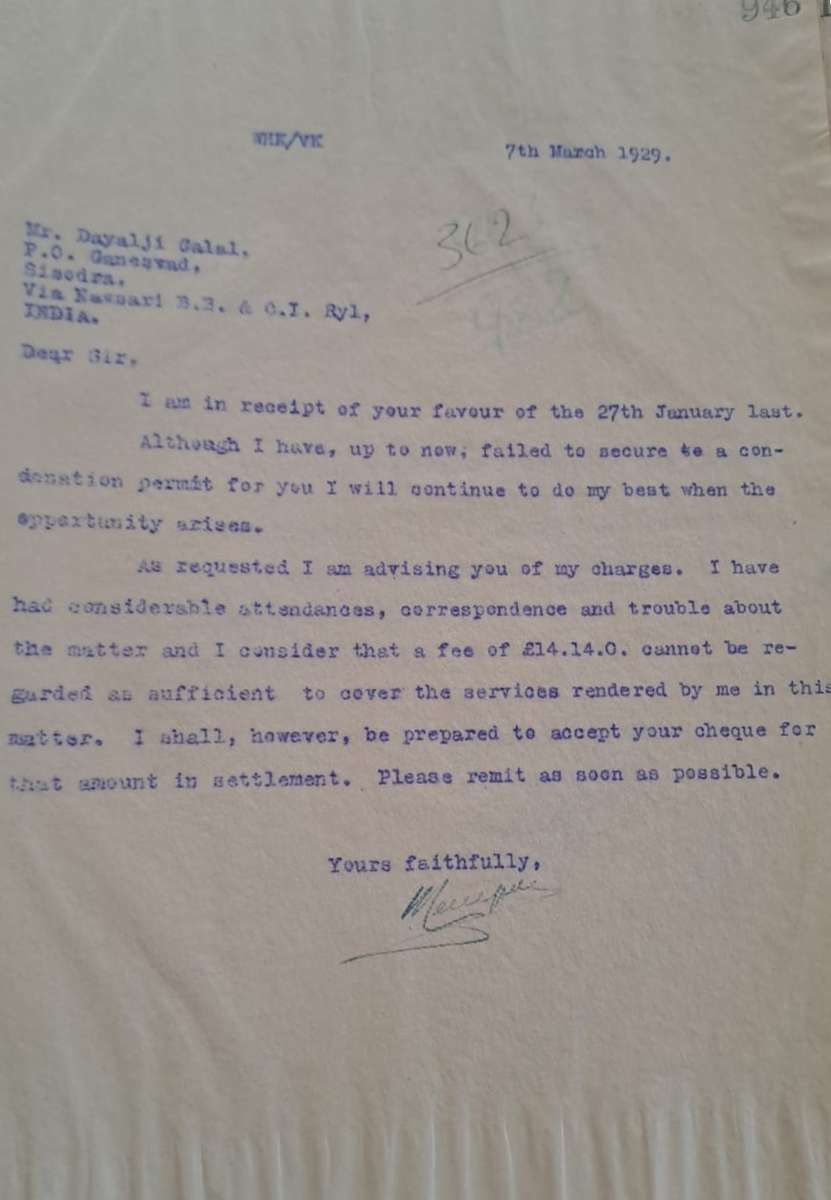 946
WHK/VK
7th March 1929.
362
Mr. Dayalji Galal,
P.O. Ganeswad,
Sisodra,
Via Nawsari B.B. & C.I. Ryl,
INDIA.
Dear Sir,
I am in receipt of your favour of the 27th January last.
Although I have, up to now, failed to secure to a con-
donation permit for you I will continue to do my best when the
opportunity arises.
As requested I am advising you of my charges. I have
had considerable attendances, correspondence and trouble about
the matter and I consider that a fee of £14.14.0. cannot be re-
garded as sufficient to cover the services rendered by me in this
matter. I shall, however, be prepared to accept your cheque for
that amount in settlement. Please remit as soon as possible.
Yours faithfully,